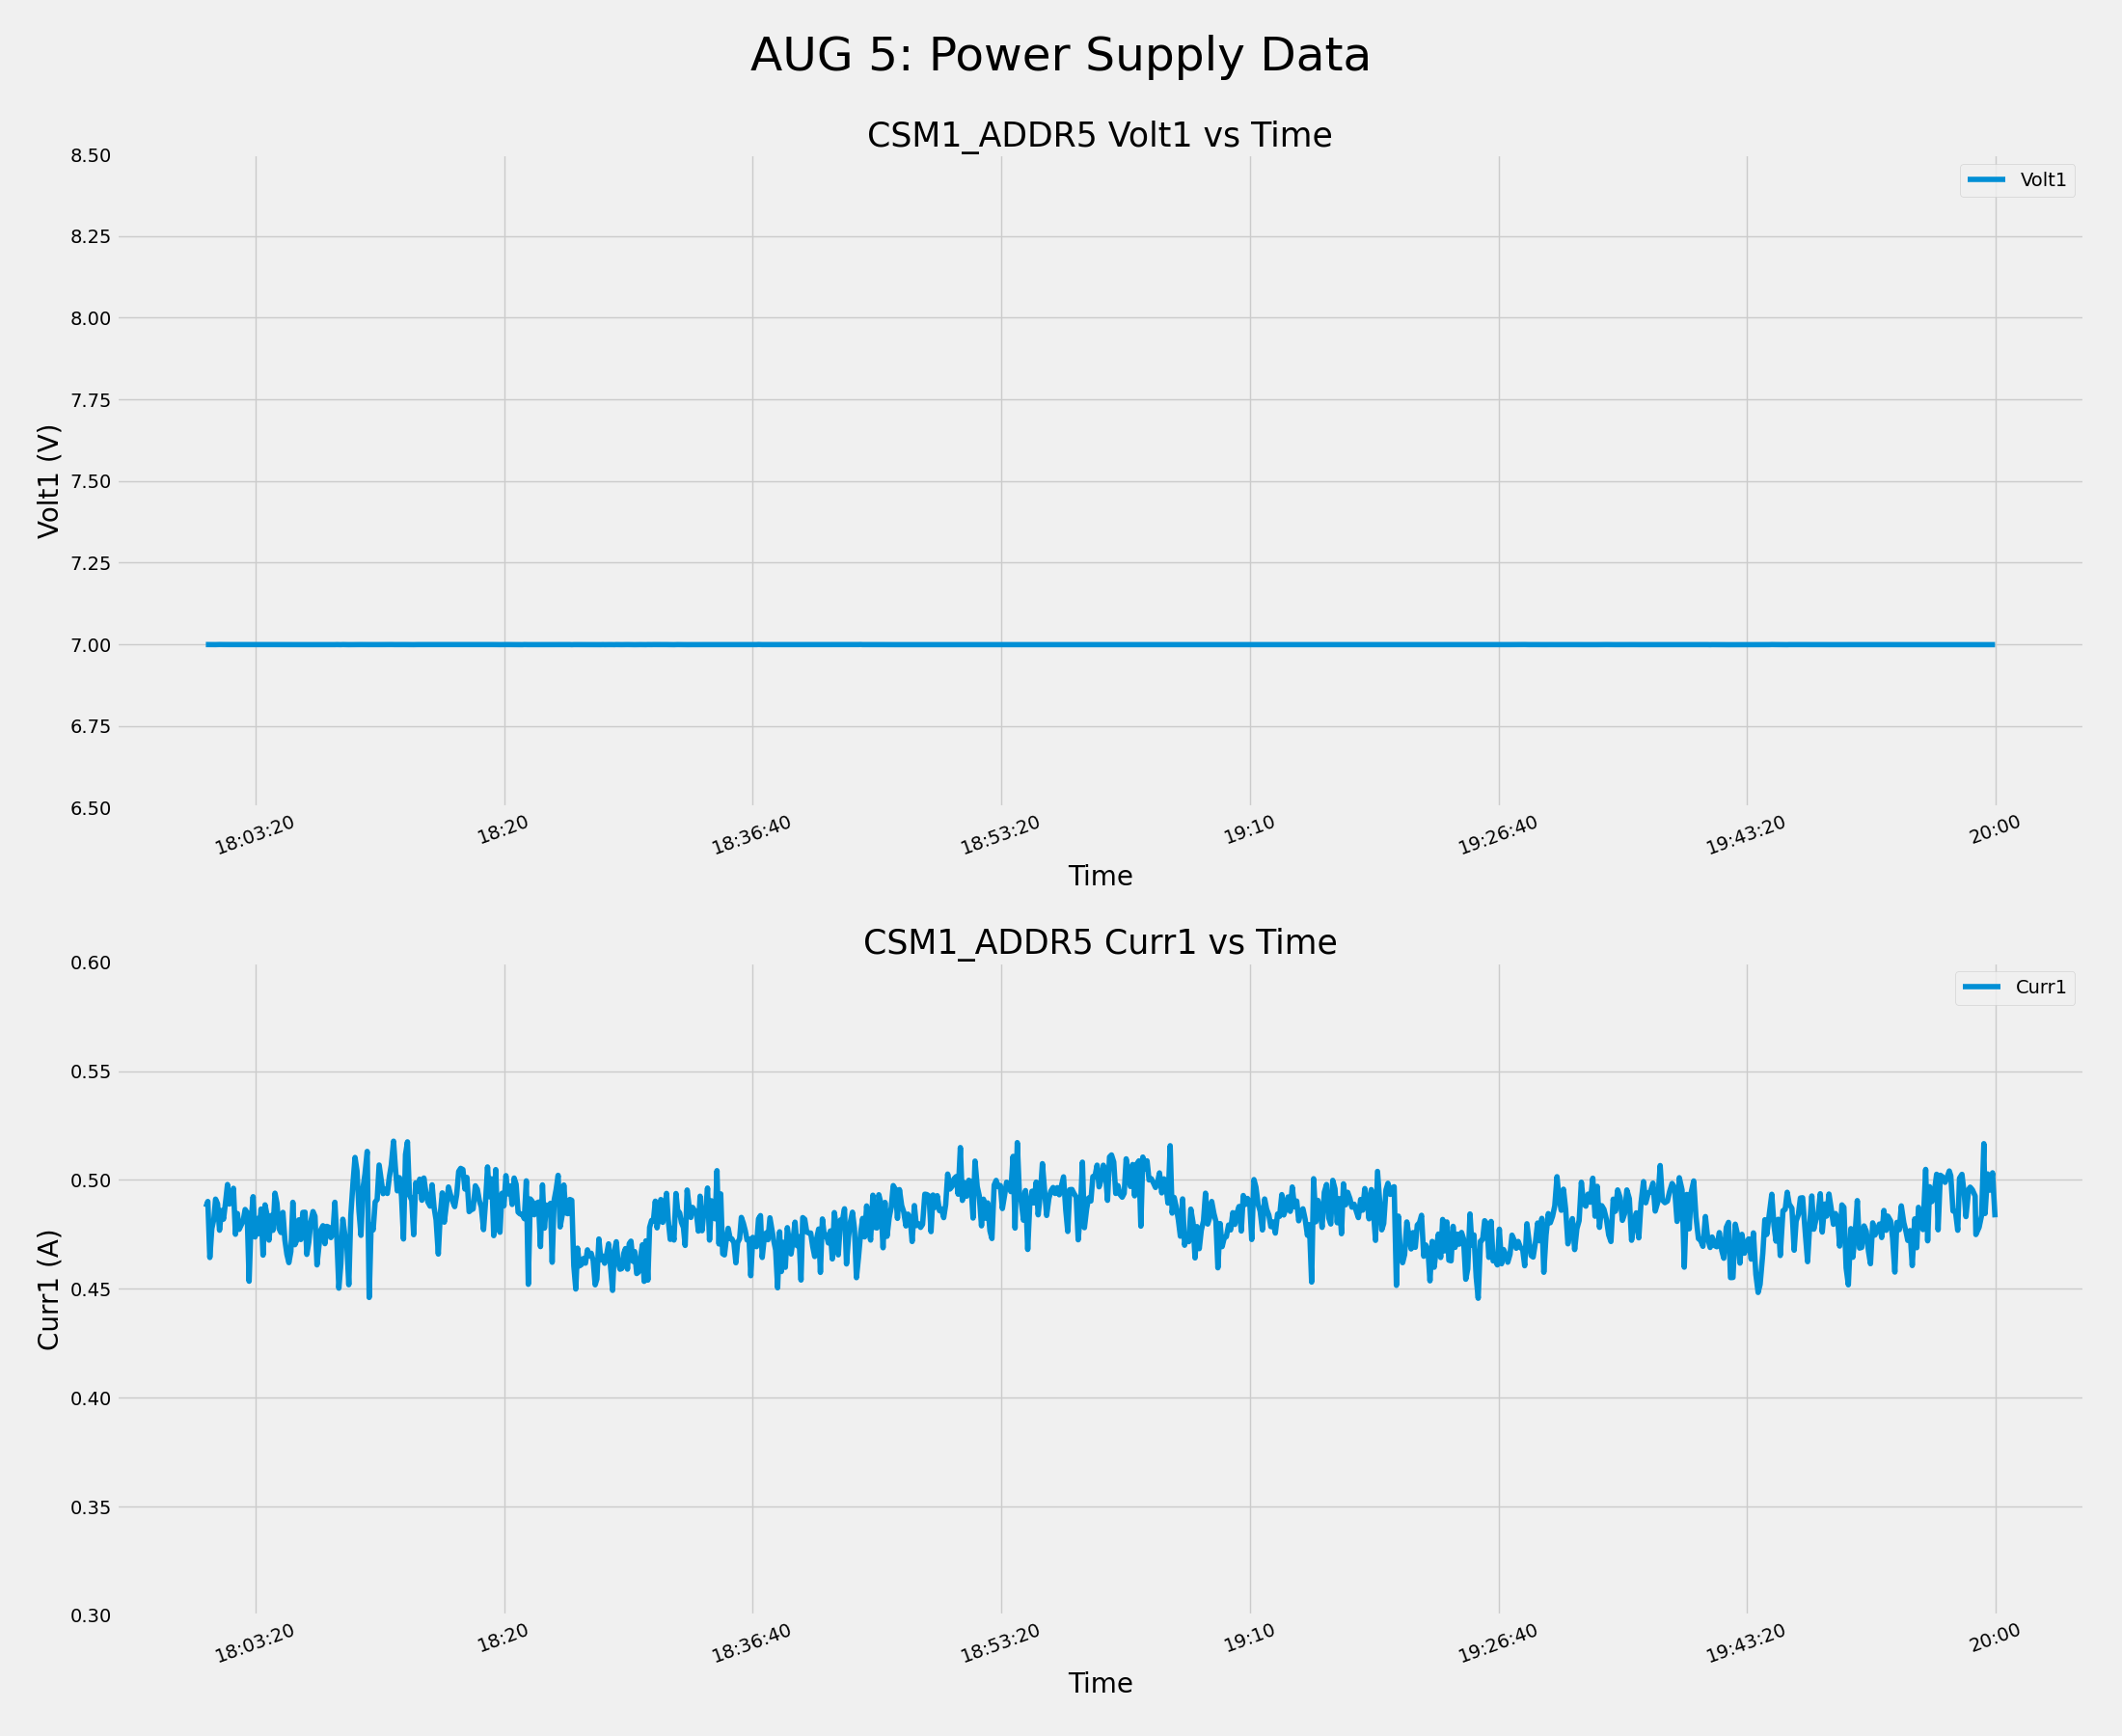 AUG 5: Power Supply Data
CSM1_ADDR5 Volt1 vs Time
8.50
8.25
8.00
7.75
7.50
7.25
7.00
6.75
6.50
Volt1 (V)
Volt1
18:03:20 18:20 18:36:40 18:53:20 19:10 19:26:40 19:43:20 20:00
Time
CSM1_ADDR5 Curr1 vs Time
0.60
0.55
0.50
0.45
0.40
0.35
0.30
Curr1 (A)
Curr1
18:03:20 18:20 18:36:40 18:53:20 19:10 19:26:40 19:43:20 20:00
Time